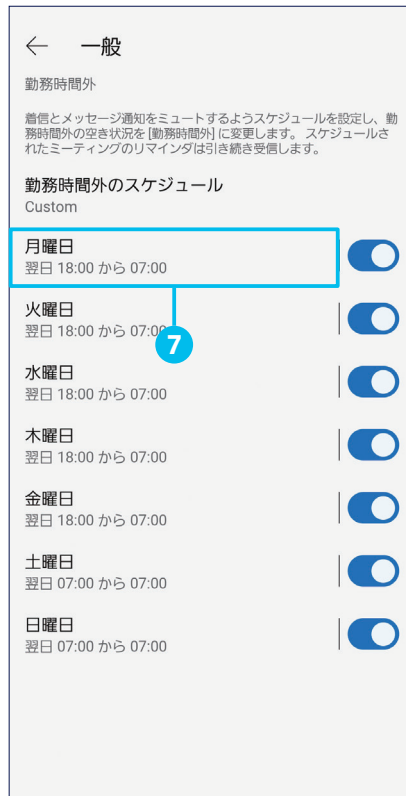 ← 一般
勤務時間外
着信とメッセージ通知をミュートするようスケジュールを設定し、勤
務時間外の空き状況を [勤務時間外] に変更します。 スケジュールさ
れたミーティングのリマインダは引き続き受信します。
勤務時間外のスケジュール
Custom
月曜日
翌日 18:00 から 07:00
火曜日
翌日 18:00 から 07:00
7
水曜日
翌日 18:00 から 07:00
木曜日
翌日 18:00 から 07:00
金曜日
翌日 18:00 から 07:00
土曜日
翌日 07:00 から 07:00
日曜日
翌日 07:00 から 07:00